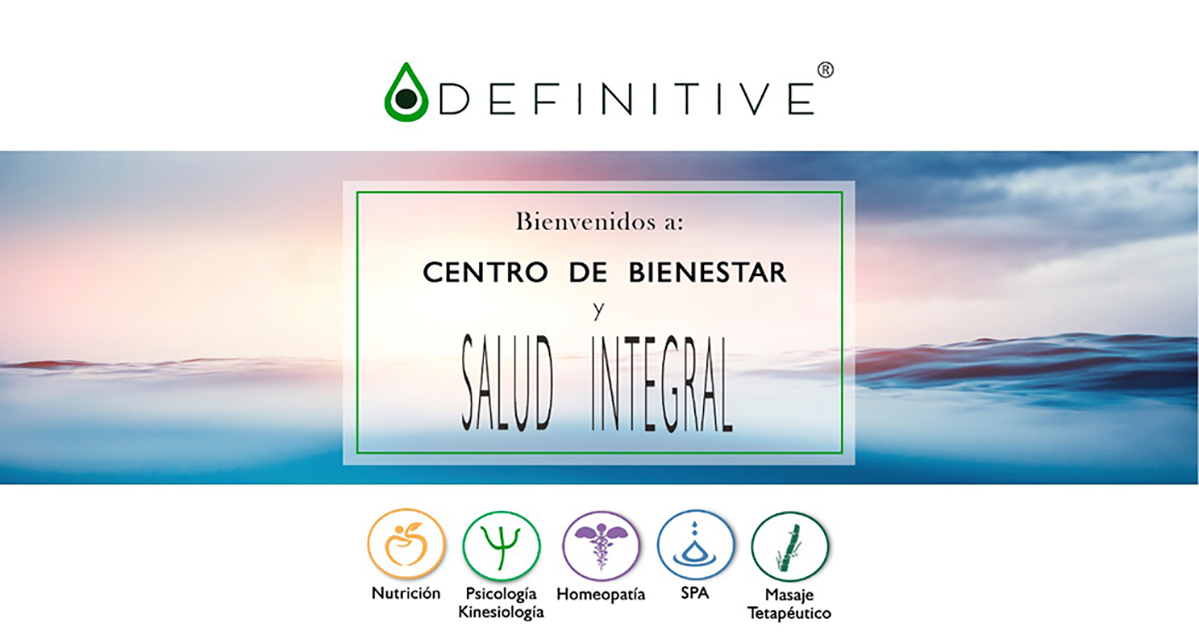 DEFINITIVE®
Bienvenidos a:
CENTRO DE BIENESTAR
y
SALUD INTEGRAL
Nutrición
Psicología
Kinesiología
Homeopatía
SPA
Masaje
Tetapéutico